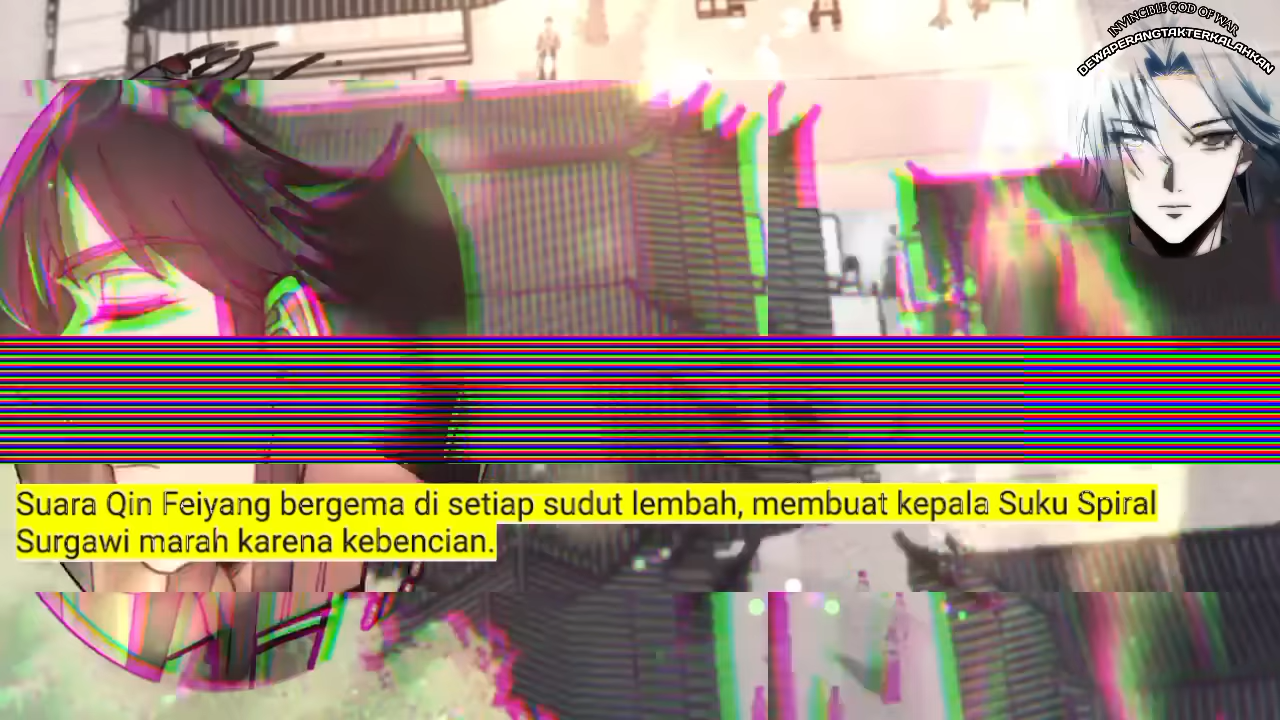 INVINCIBLE GOD OF WAR
DEWAPERANGTAKTERKALAHKAN
Suara Qin Feiyang bergema di setiap sudut lembah, membuat kepala Suku Spiral
Surgawi marah karena kebencian.